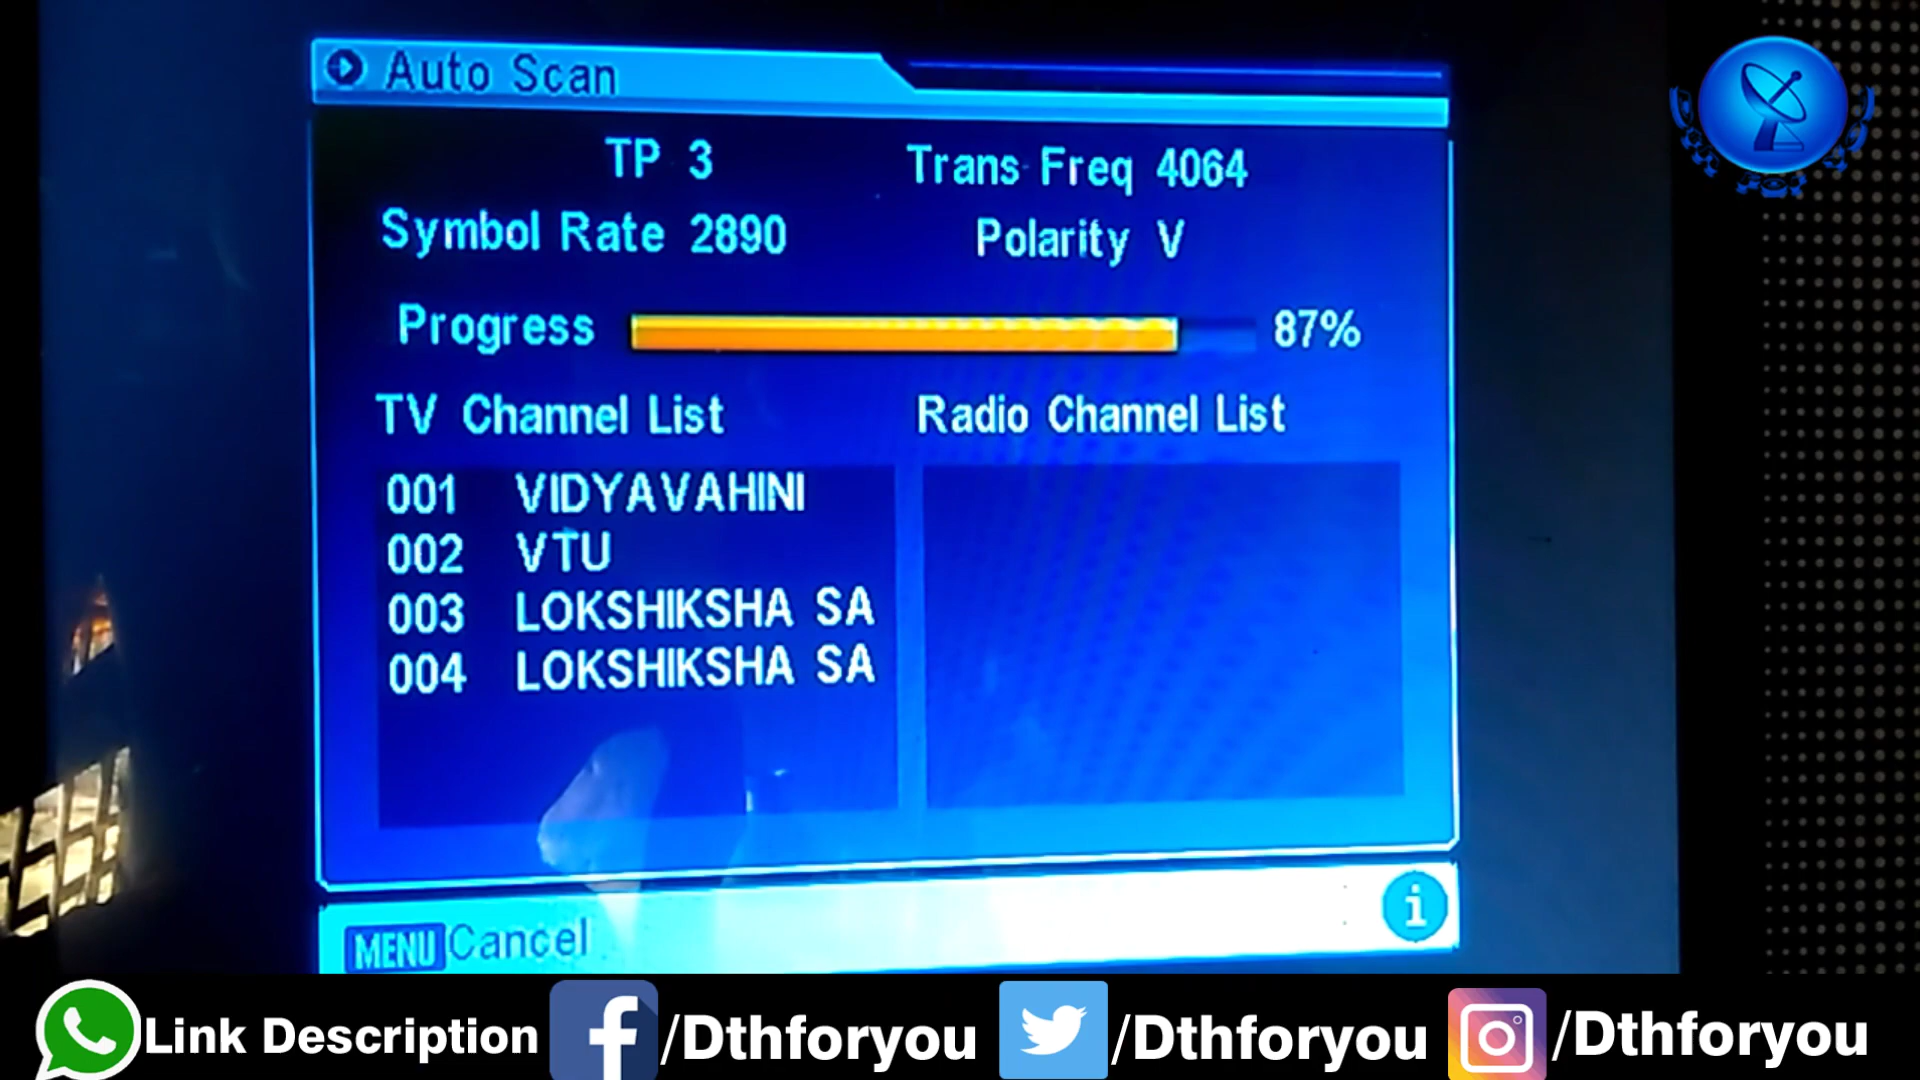 Auto Scan
TP 3 Trans Freq 4064
Symbol Rate 2890 Polarity V
Progress 87%
TV Channel List Radio Channel List
001 VIDYAVAHINI
002 VTU
003 LOKSHIKSHA SA
004 LOKSHIKSHA SA
MENU Cancel
Link Description /Dthforyou /Dthforyou /Dthforyou